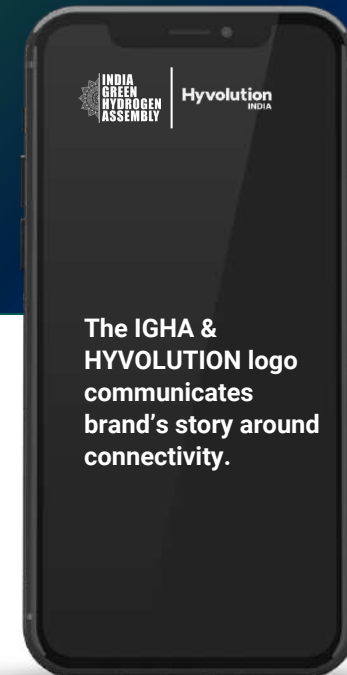 INDIA
GREEN
HYDROGEN
ASSEMBLY
Hyvolution
INDIA
The IGHA &
HYVOLUTION logo
communicates
brand’s story around
connectivity.